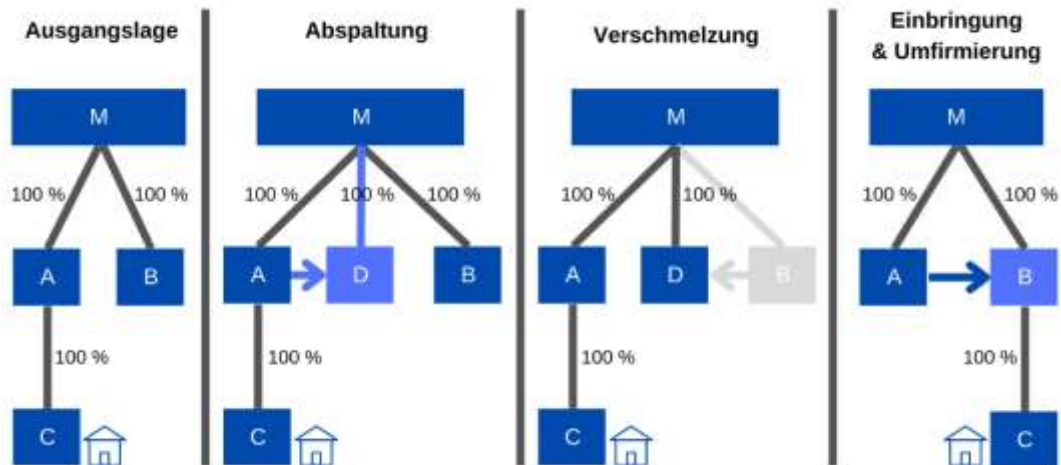 Ausgangslage
M
100 %
100 %
A
B
100 %
C
Abspaltung
M
100 %
100 %
100 %
A
D
B
100 %
C
Verschmelzung
M
100 %
100 %
A
D
B
100 %
C
Einbringung
& Umfirmierung
M
100 %
100 %
A
B
100 %
C